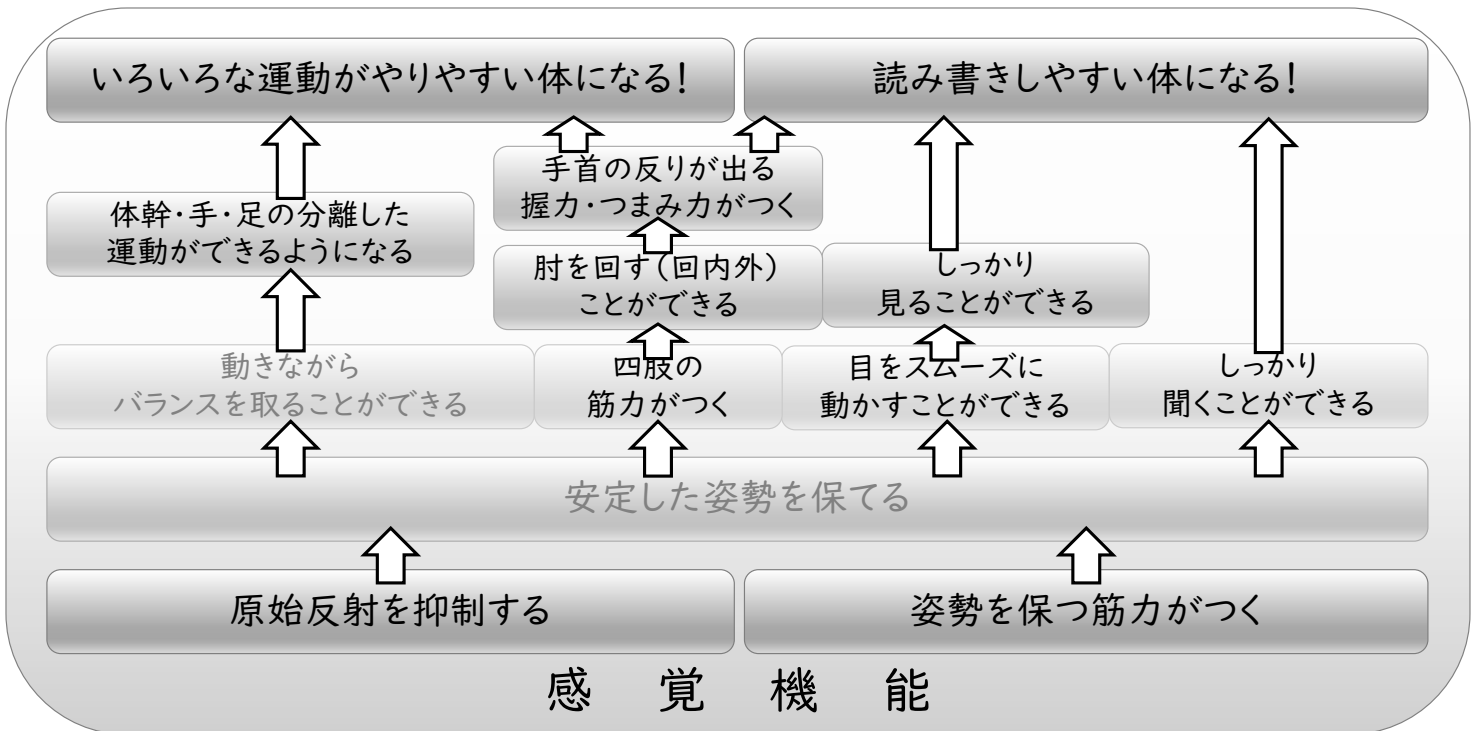 いろいろな運動がやりやすい体になる!
読み書きしやすい体になる!
手首の反りが出る
握力・つまみ力がつく
体幹・手・足の分離した
運動ができるようになる
肘を回す(回内外)
ことができる
しっかり
見ることができる
動きながら
バランスを取ることができる
四肢の
筋力がつく
目をスムーズに
動かすことができる
しっかり
聞くことができる
安定した姿勢を保てる
原始反射を抑制する
姿勢を保つ筋力がつく
感覚機能